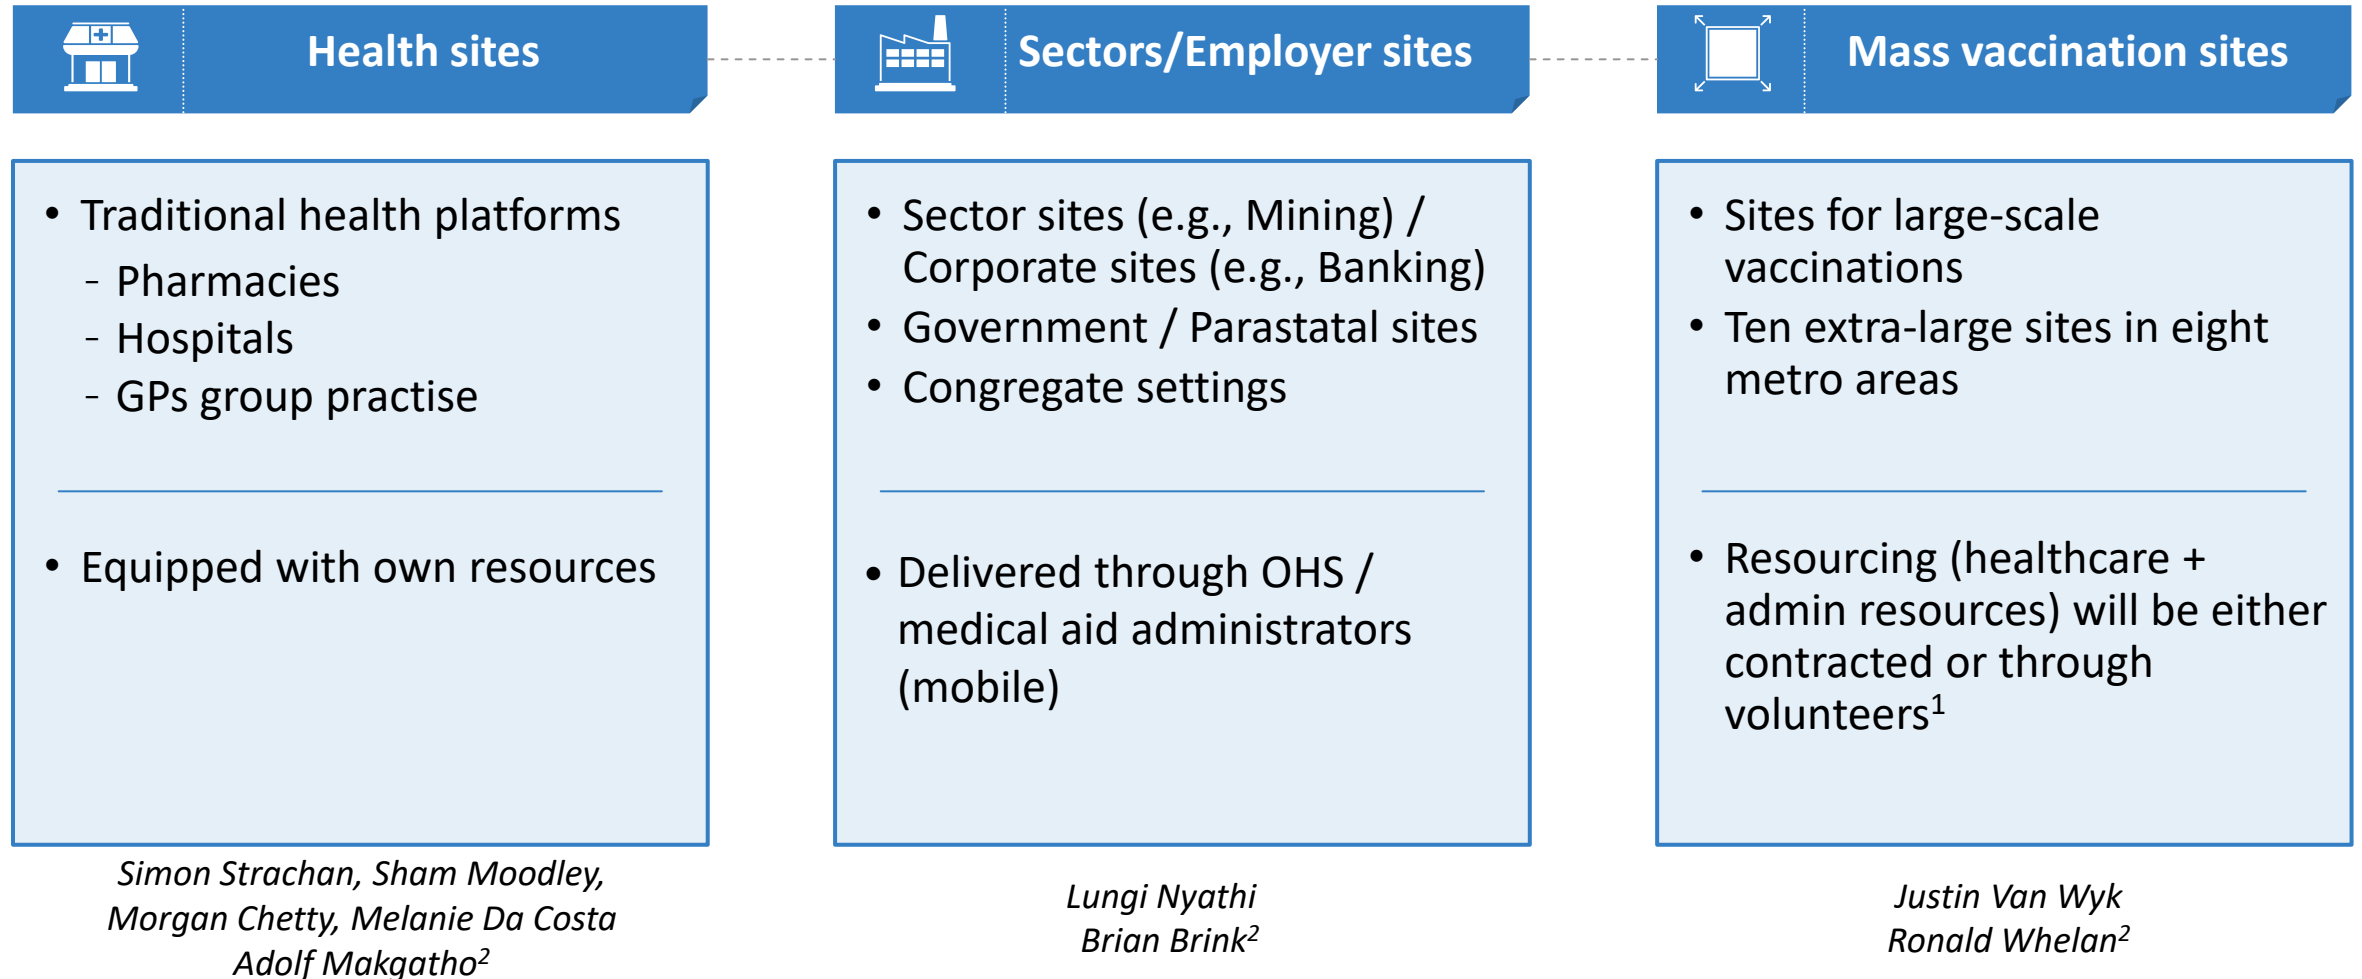 Health sites
• Traditional health platforms
- Pharmacies
- Hospitals
- GPs group practise
• Equipped with own resources
Simon Strachan, Sham Moodley,
Morgan Chetty, Melanie Da Costa
Adolf Makgatho²
Sectors/Employer sites
• Sector sites (e.g., Mining) /
Corporate sites (e.g., Banking)
• Government / Parastatal sites
• Congregate settings
• Delivered through OHS /
medical aid administrators
(mobile)
Lungi Nyathi
Brian Brink²
Mass vaccination sites
• Sites for large-scale
vaccinations
• Ten extra-large sites in eight
metro areas
• Resourcing (healthcare +
admin resources) will be either
contracted or through
volunteers¹
Justin Van Wyk
Ronald Whelan²